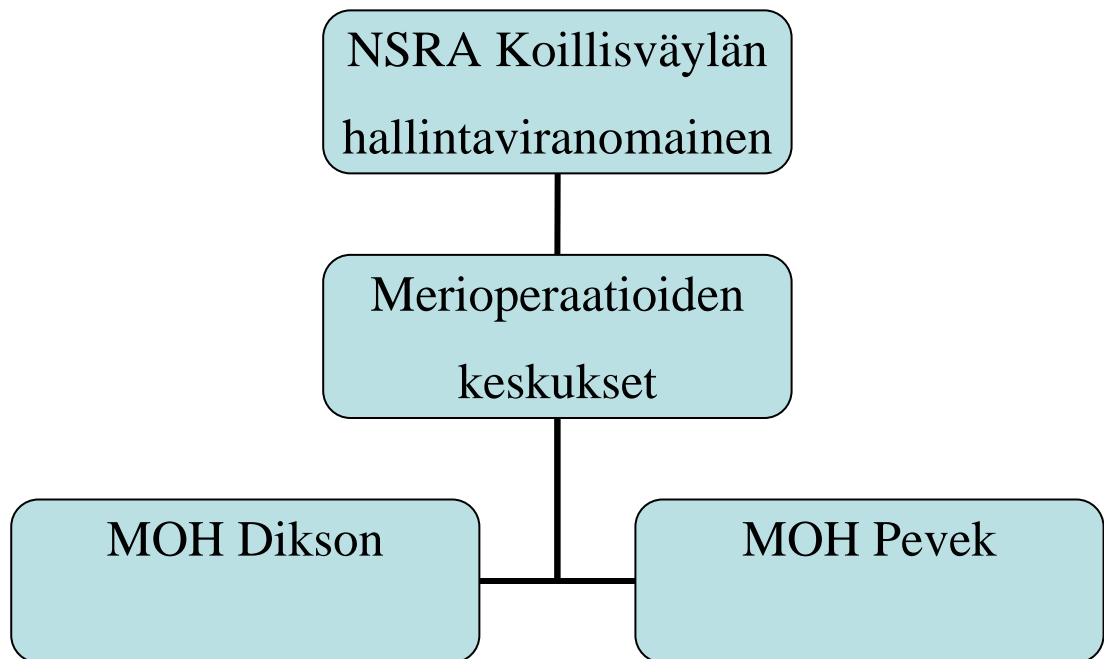 NSRA Koillisväylän
hallintaviranomainen
Merioperaatioiden
keskukset
MOH Dikson
MOH Pevek